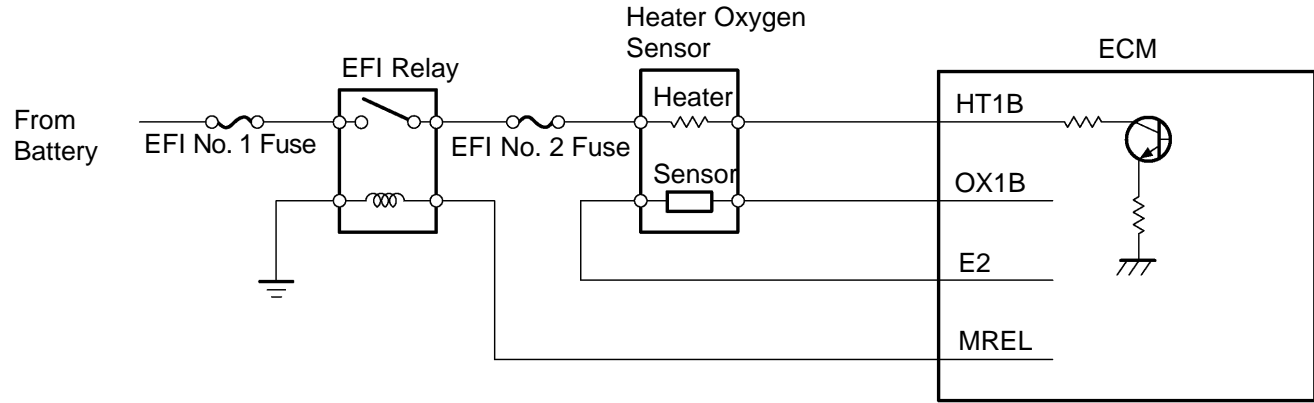 Heater Oxygen
Sensor
ECM
EFI Relay
Heater
HT1B
From
Battery
EFI No. 1 Fuse
EFI No. 2 Fuse
Sensor
OX1B
E2
MREL